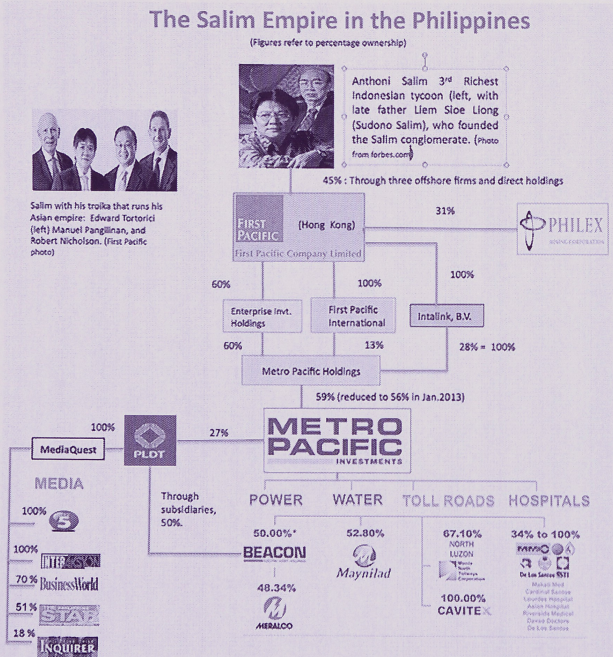 The Salim Empire in the Philippines
(Figures refer to percentage ownership)
Anthoni Salim 3rd Richest
Indonesian tycoon (left, with
late father Liem Sioe Liong
(Sudono Salim), who founded
the Salim conglomerate. (Photo
from forbes.com)
Salim with his troika that runs his
Asian empire: Edward Tortorici
(left) Manuel Pangilinan, and
Robert Nicholson. (First Pacific
photo)
45% : Through three offshore firms and direct holdings
FIRST
PACIFIC
(Hong Kong)
First Pacific Company Limited
31%
PHILEX
MINING CORPORATION
60%
100%
100%
Enterprise Invt.
Holdings
First Pacific
International
Intalink, B.V.
60%
13%
28% = 100%
Metro Pacific Holdings
59% (reduced to 56% in Jan.2013)
METRO
PACIFIC
INVESTMENTS
27%
PLDT
100%
MediaQuest
MEDIA
100%
5
100%
70%
BusinessWorld
51%
STAR
18%
INQUIRER
Through
subsidiaries,
50%.
POWER
50.00%*
BEACON
48.34%
MERALCO
WATER
52.80%
Maynilad
TOLL ROADS
67.10%
NORTH
LUZON
Manila
North
Tollways
Corporation
100.00%
CAVITEX
HOSPITALS
34% to 100%
MMC
De Los Santos STI
Makati Med
Cardinal Santos
Lourdes Hospital
Asian Hospital
Riverside Medical
Davao Doctors
De Los Santos